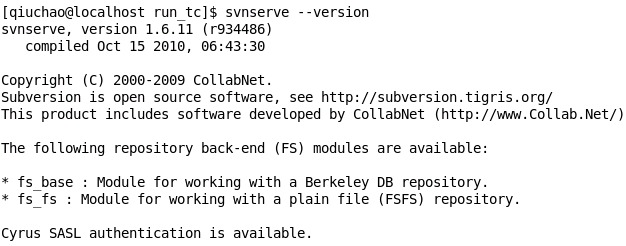 [qiuchao@localhost run_tc]$ svnserve --version
svnserve, version 1.6.11 (r934486)
   compiled Oct 15 2010, 06:43:30

Copyright (C) 2000-2009 CollabNet.
Subversion is open source software, see http://subversion.tigris.org/
This product includes software developed by CollabNet (http://www.Collab.Net/)

The following repository back-end (FS) modules are available:

* fs_base : Module for working with a Berkeley DB repository.
* fs_fs : Module for working with a plain file (FSFS) repository.

Cyrus SASL authentication is available.